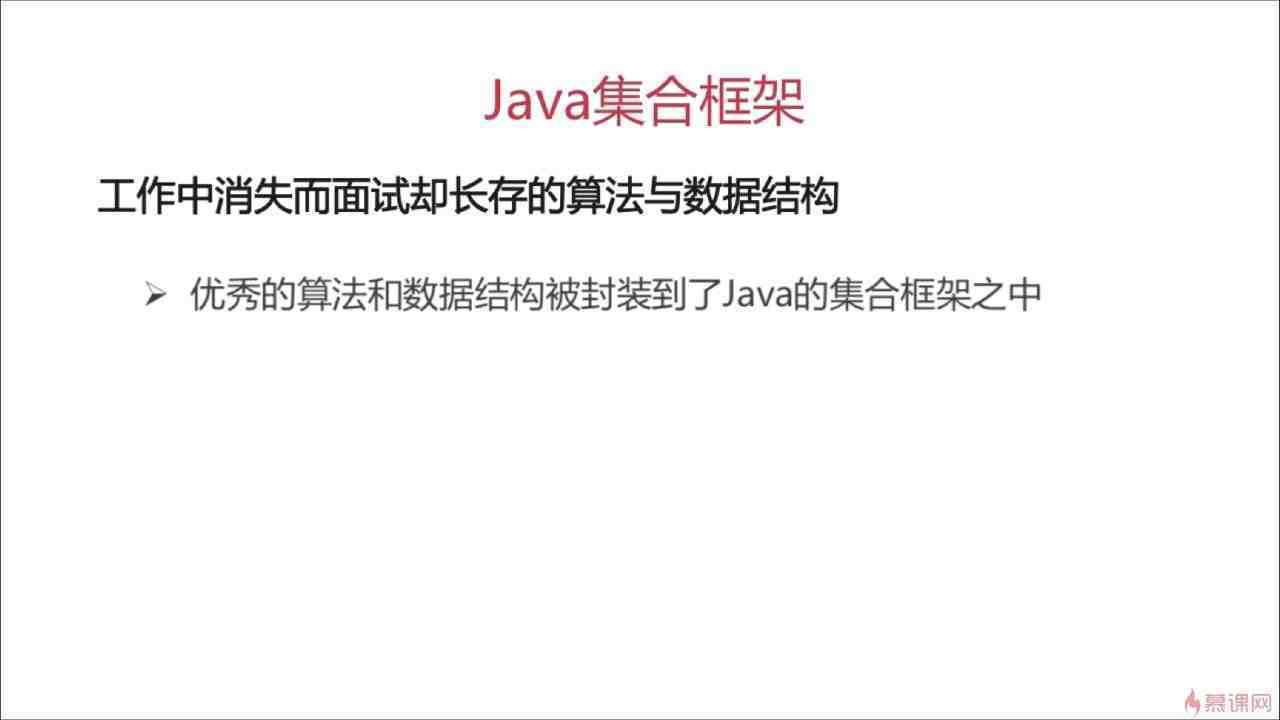 Java集合框架
工作中消失而面试却长存的算法与数据结构
优秀的算法和数据结构被封装到了Java的集合框架之中
慕课网